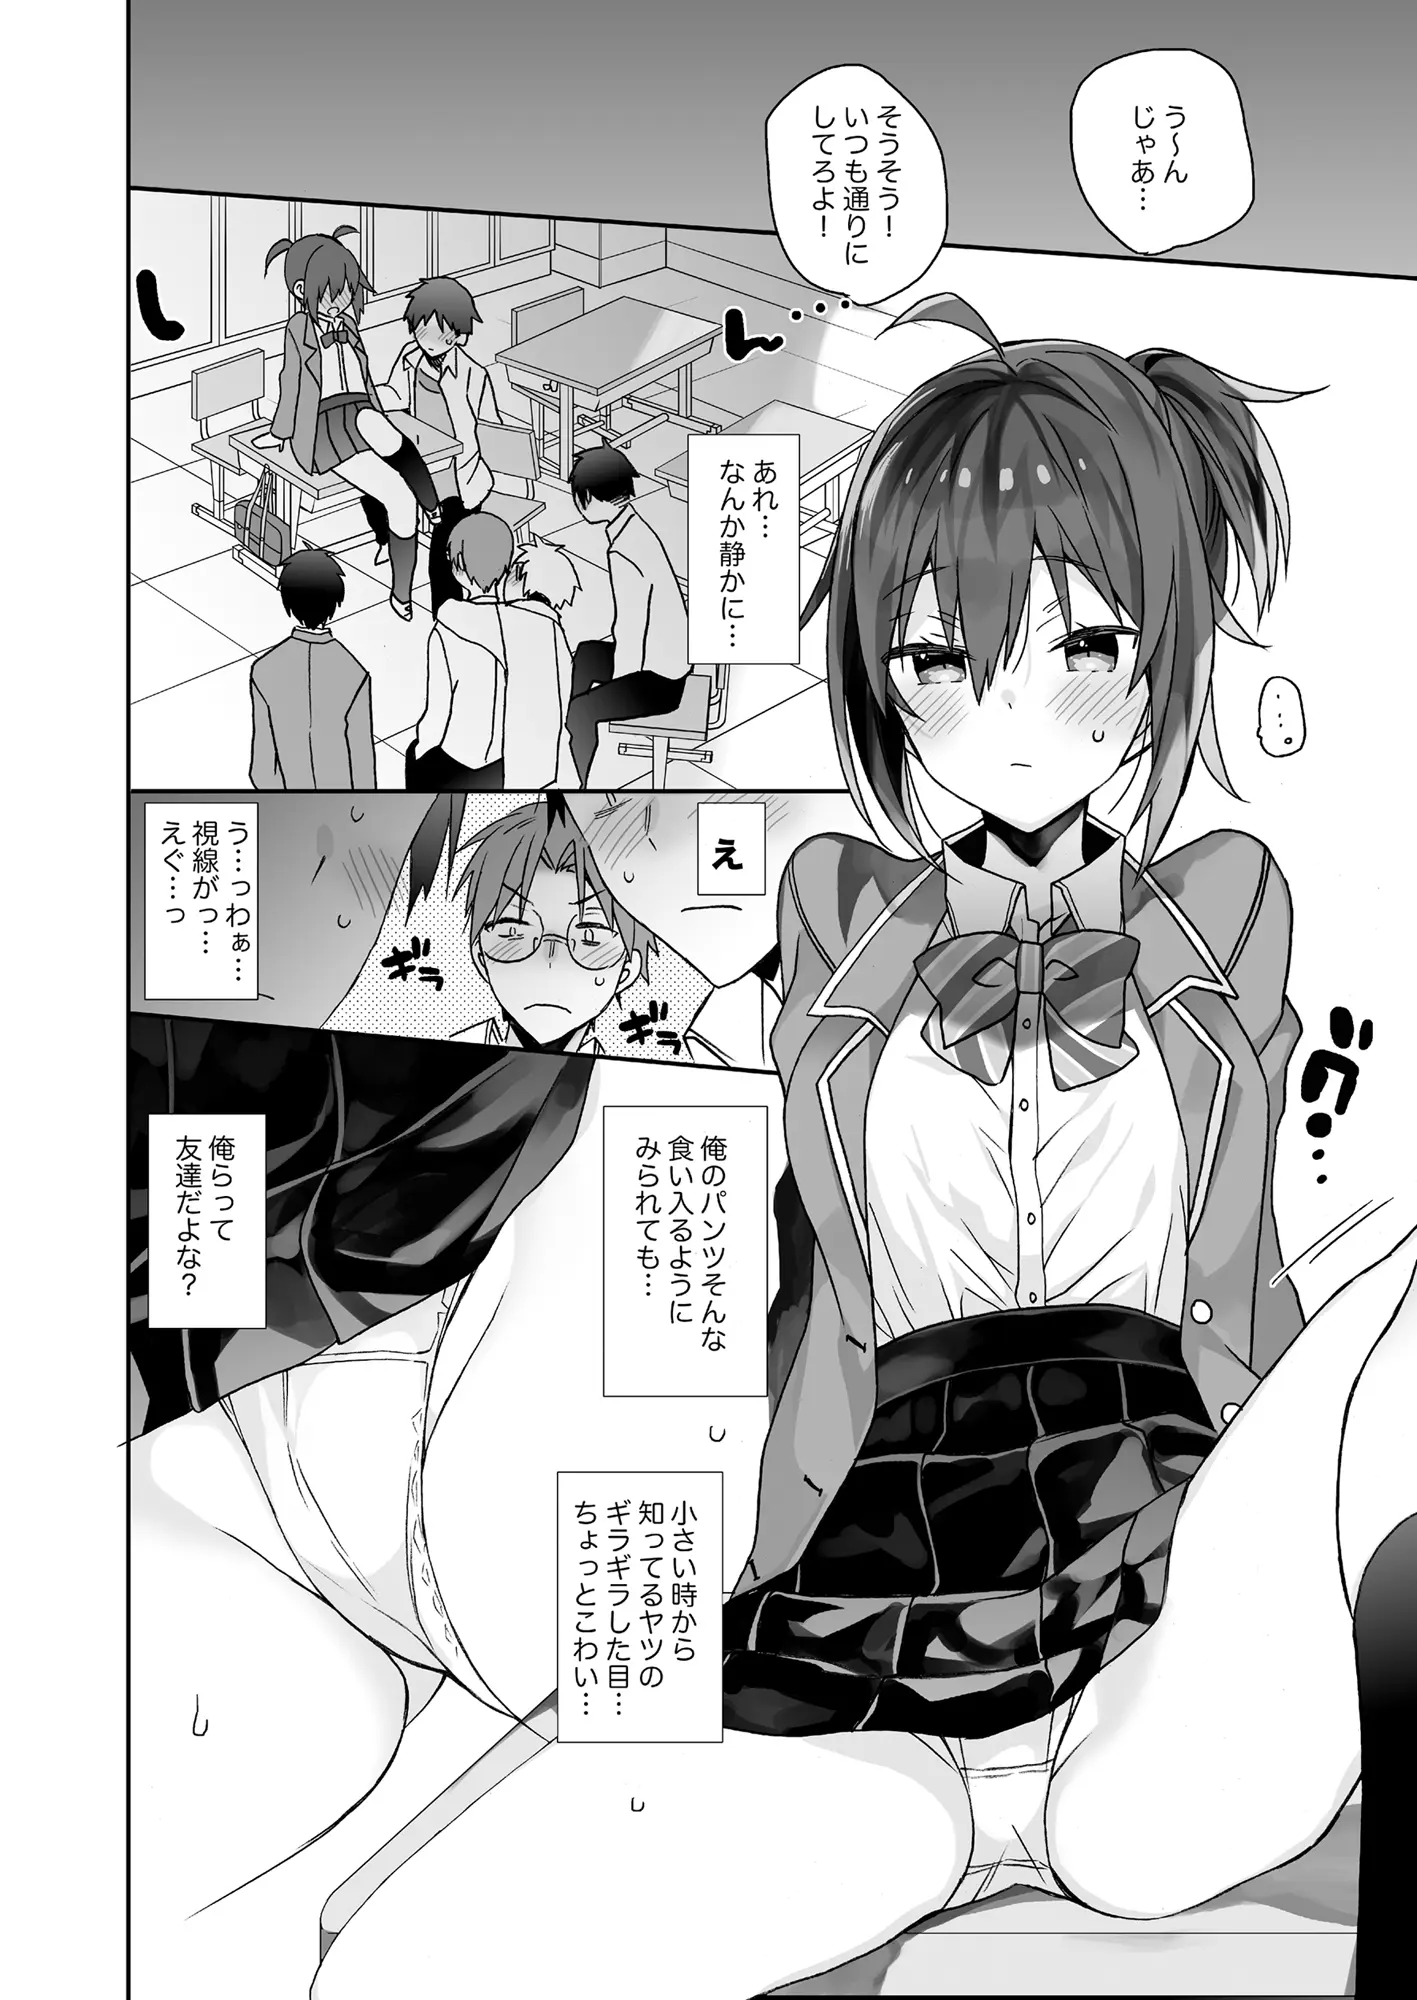 う〜ん
じゃあ…
そうそう！
いつも通りに
してろよ！
…
あれ…
なんか静かに…
え
う…っわぁ…
視線がっ…
えぐ…っ
ギラ
ギラ
俺のパンツそんな
食い入るように
みられても…
俺らって
友達だよな？
小さい時から
知ってるヤツの
ギラギラした目…
ちょっとこわい…